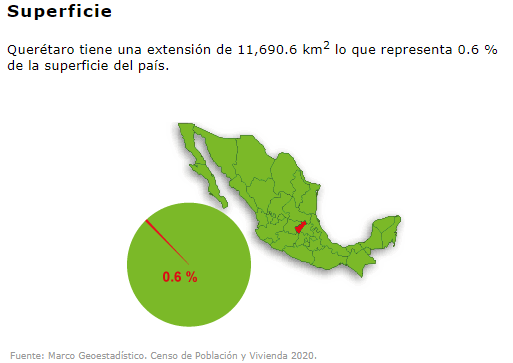 Superficie
Querétaro tiene una extensión de 11,690.6 km2 lo que representa 0.6 %
de la superficie del país.
0.6 %
Fuente: Marco Geoestadístico. Censo de Población y Vivienda 2020.